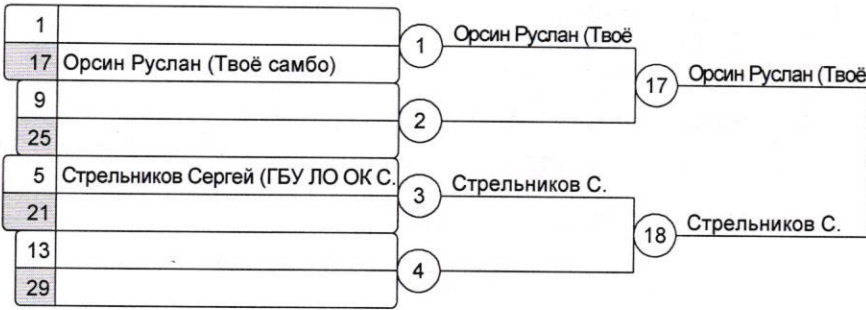 1
17 Орсин Руслан (Твоё самбо)
1
Орсин Руслан (Твоё
17
Орсин Руслан (Твоё
9
25
2
5 Стрельников Сергей (ГБУ ЛО ОК С.
21
3
Стрельников С.
18
Стрельников С.
13
29
4